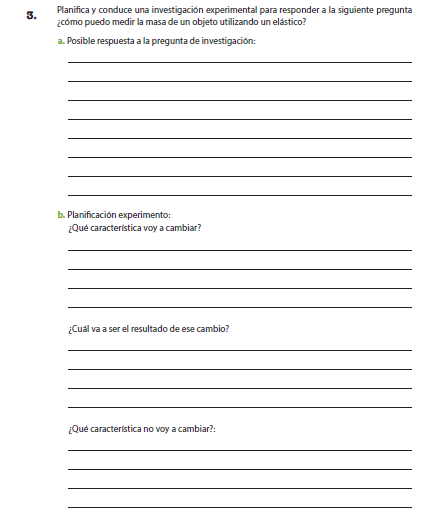 3. Planifica y conduce una investigación experimental para responder a la siguiente pregunta
¿cómo puedo medir la masa de un objeto utilizando un elástico?
a. Posible respuesta a la pregunta de investigación:
b. Planificación experimento:
¿Qué característica voy a cambiar?
¿Cuál va a ser el resultado de ese cambio?
¿Qué característica no voy a cambiar?: